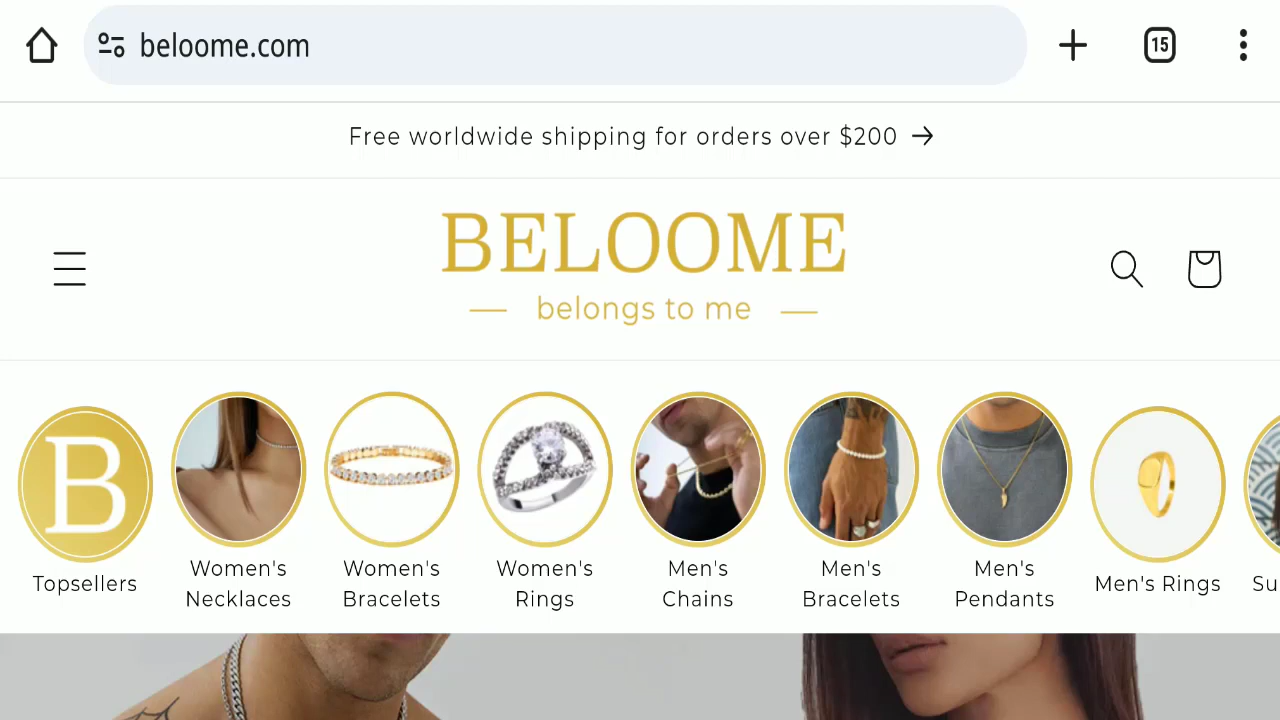 beloome.com
15
Free worldwide shipping for orders over $200
BELOOME
belongs to me
B
Topsellers
Women's
Necklaces
Women's
Bracelets
Women's
Rings
Men's
Chains
Men's
Bracelets
Men's
Pendants
Men's Rings
Su